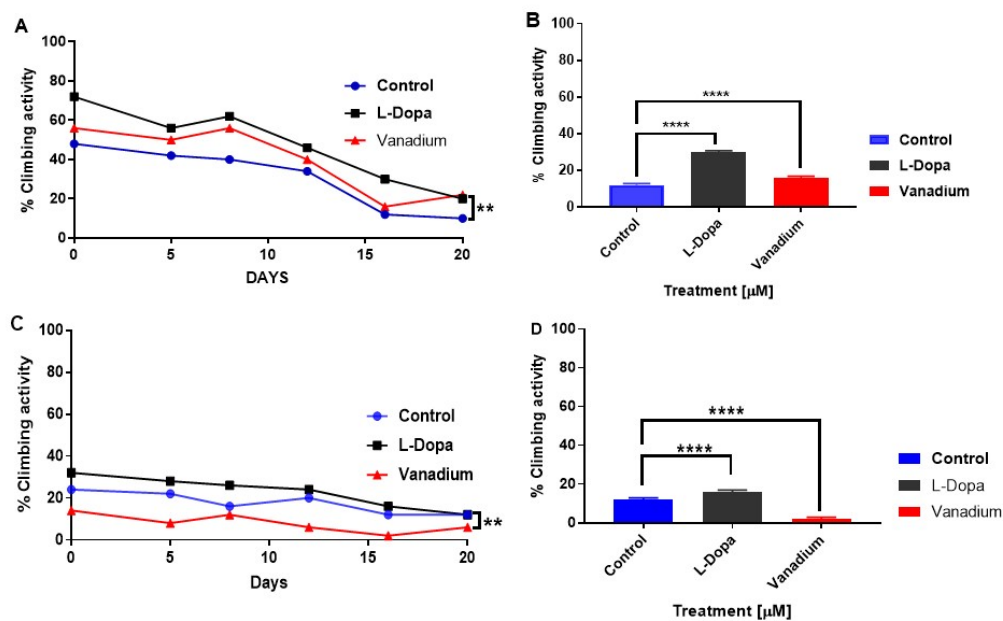 A
% Climbing activity
100
80
60
40
20
0
0 5 10 15 20
DAYS
Control
L-Dopa
Vanadium
**
B
% Climbing activity
100
80
60
40
20
0
****
****
Control
L-Dopa
Vanadium
Treatment [µM]
Control
L-Dopa
Vanadium
C
% Climbing activity
100
80
60
40
20
0
0 5 10 15 20
Days
Control
L-Dopa
Vanadium
**
D
% Climbing activity
100
80
60
40
20
0
****
****
Control
L-Dopa
Vanadium
Treatment [µM]
Control
L-Dopa
Vanadium